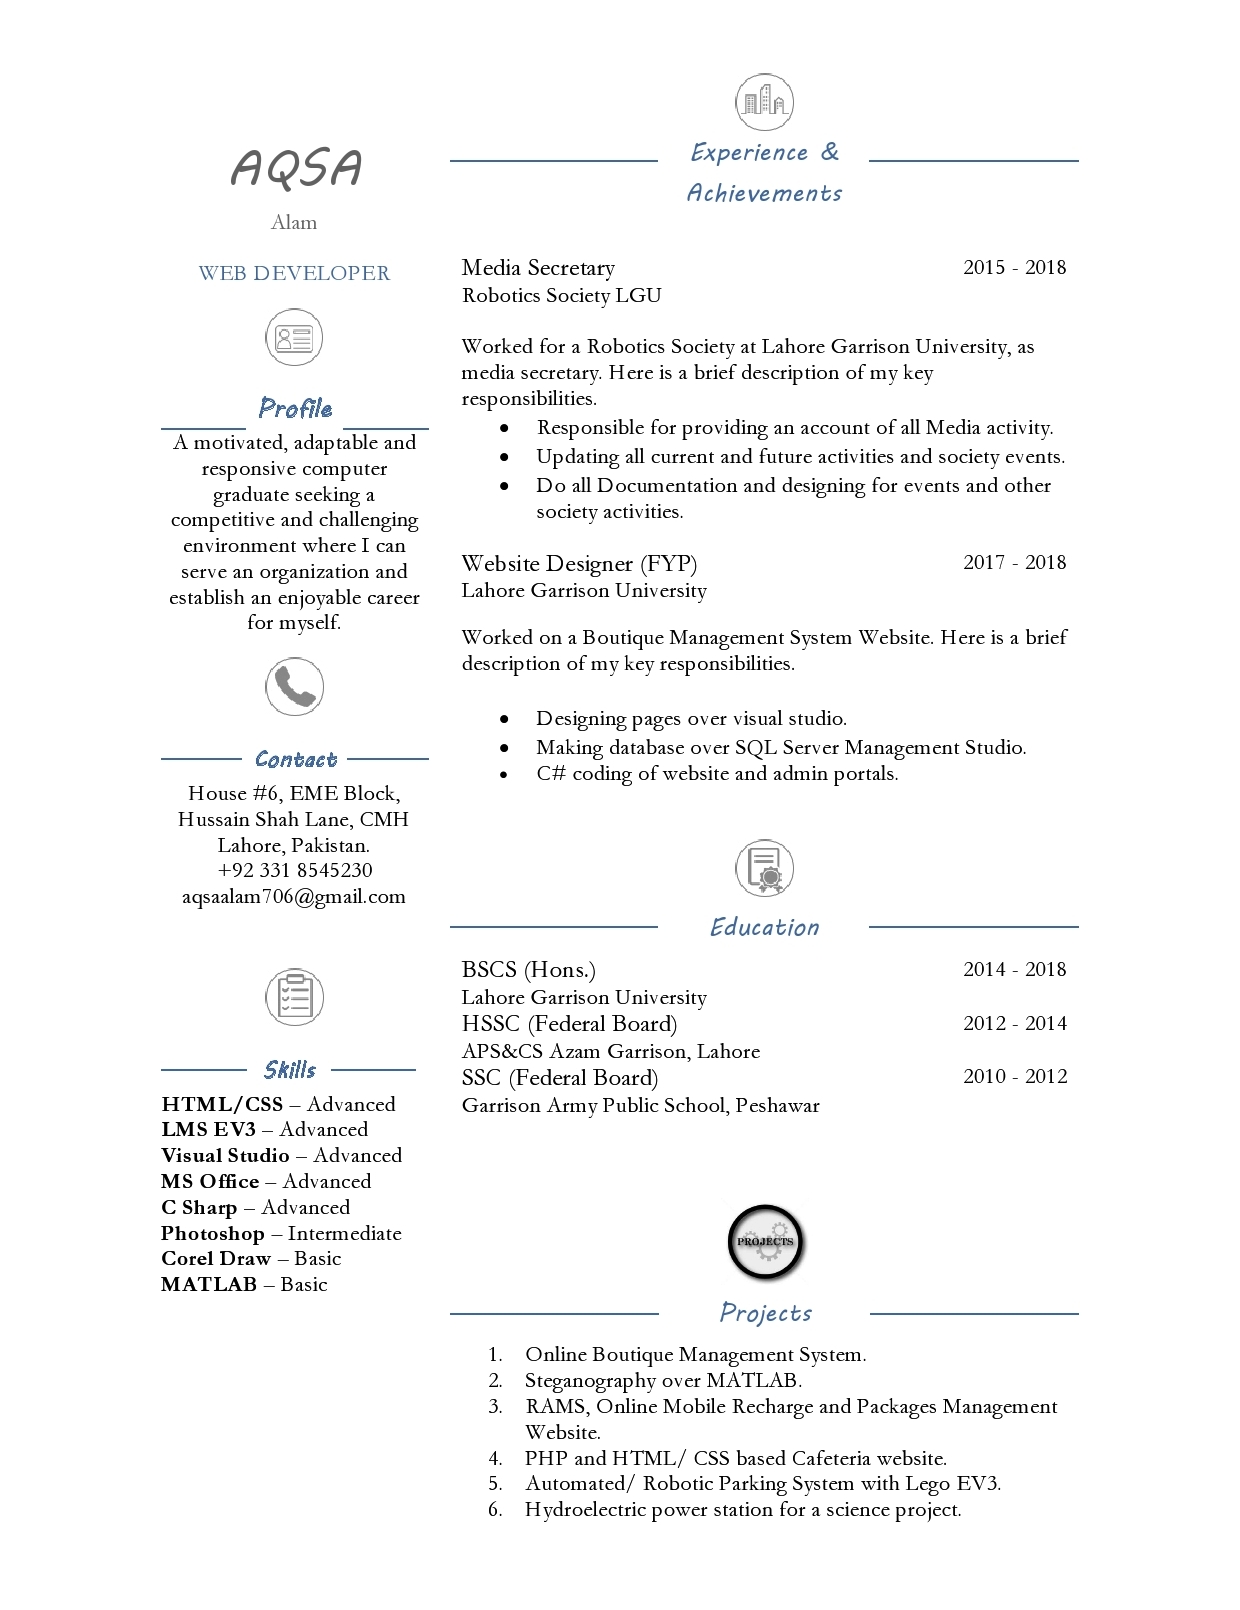 AQSA
Alam
WEB DEVELOPER
Profile
A motivated, adaptable and
responsive computer
graduate seeking a
competitive and challenging
environment where I can
serve an organization and
establish an enjoyable career
for myself.
Contact
House #6, EME Block,
Hussain Shah Lane, CMH
Lahore, Pakistan.
+92 331 8545230
aqsaalam706@gmail.com
Skills
HTML/CSS – Advanced
LMS EV3 – Advanced
Visual Studio – Advanced
MS Office – Advanced
C Sharp – Advanced
Photoshop – Intermediate
Corel Draw – Basic
MATLAB – Basic
Experience &
Achievements
Media Secretary 2015 - 2018
Robotics Society LGU
Worked for a Robotics Society at Lahore Garrison University, as
media secretary. Here is a brief description of my key
responsibilities.
• Responsible for providing an account of all Media activity.
• Updating all current and future activities and society events.
• Do all Documentation and designing for events and other
society activities.
Website Designer (FYP) 2017 - 2018
Lahore Garrison University
Worked on a Boutique Management System Website. Here is a brief
description of my key responsibilities.
• Designing pages over visual studio.
• Making database over SQL Server Management Studio.
• C# coding of website and admin portals.
Education
BSCS (Hons.) 2014 - 2018
Lahore Garrison University
HSSC (Federal Board) 2012 - 2014
APS&CS Azam Garrison, Lahore
SSC (Federal Board) 2010 - 2012
Garrison Army Public School, Peshawar
PROJECTS
Projects
1. Online Boutique Management System.
2. Steganography over MATLAB.
3. RAMS, Online Mobile Recharge and Packages Management
Website.
4. PHP and HTML/ CSS based Cafeteria website.
5. Automated/ Robotic Parking System with Lego EV3.
6. Hydroelectric power station for a science project.